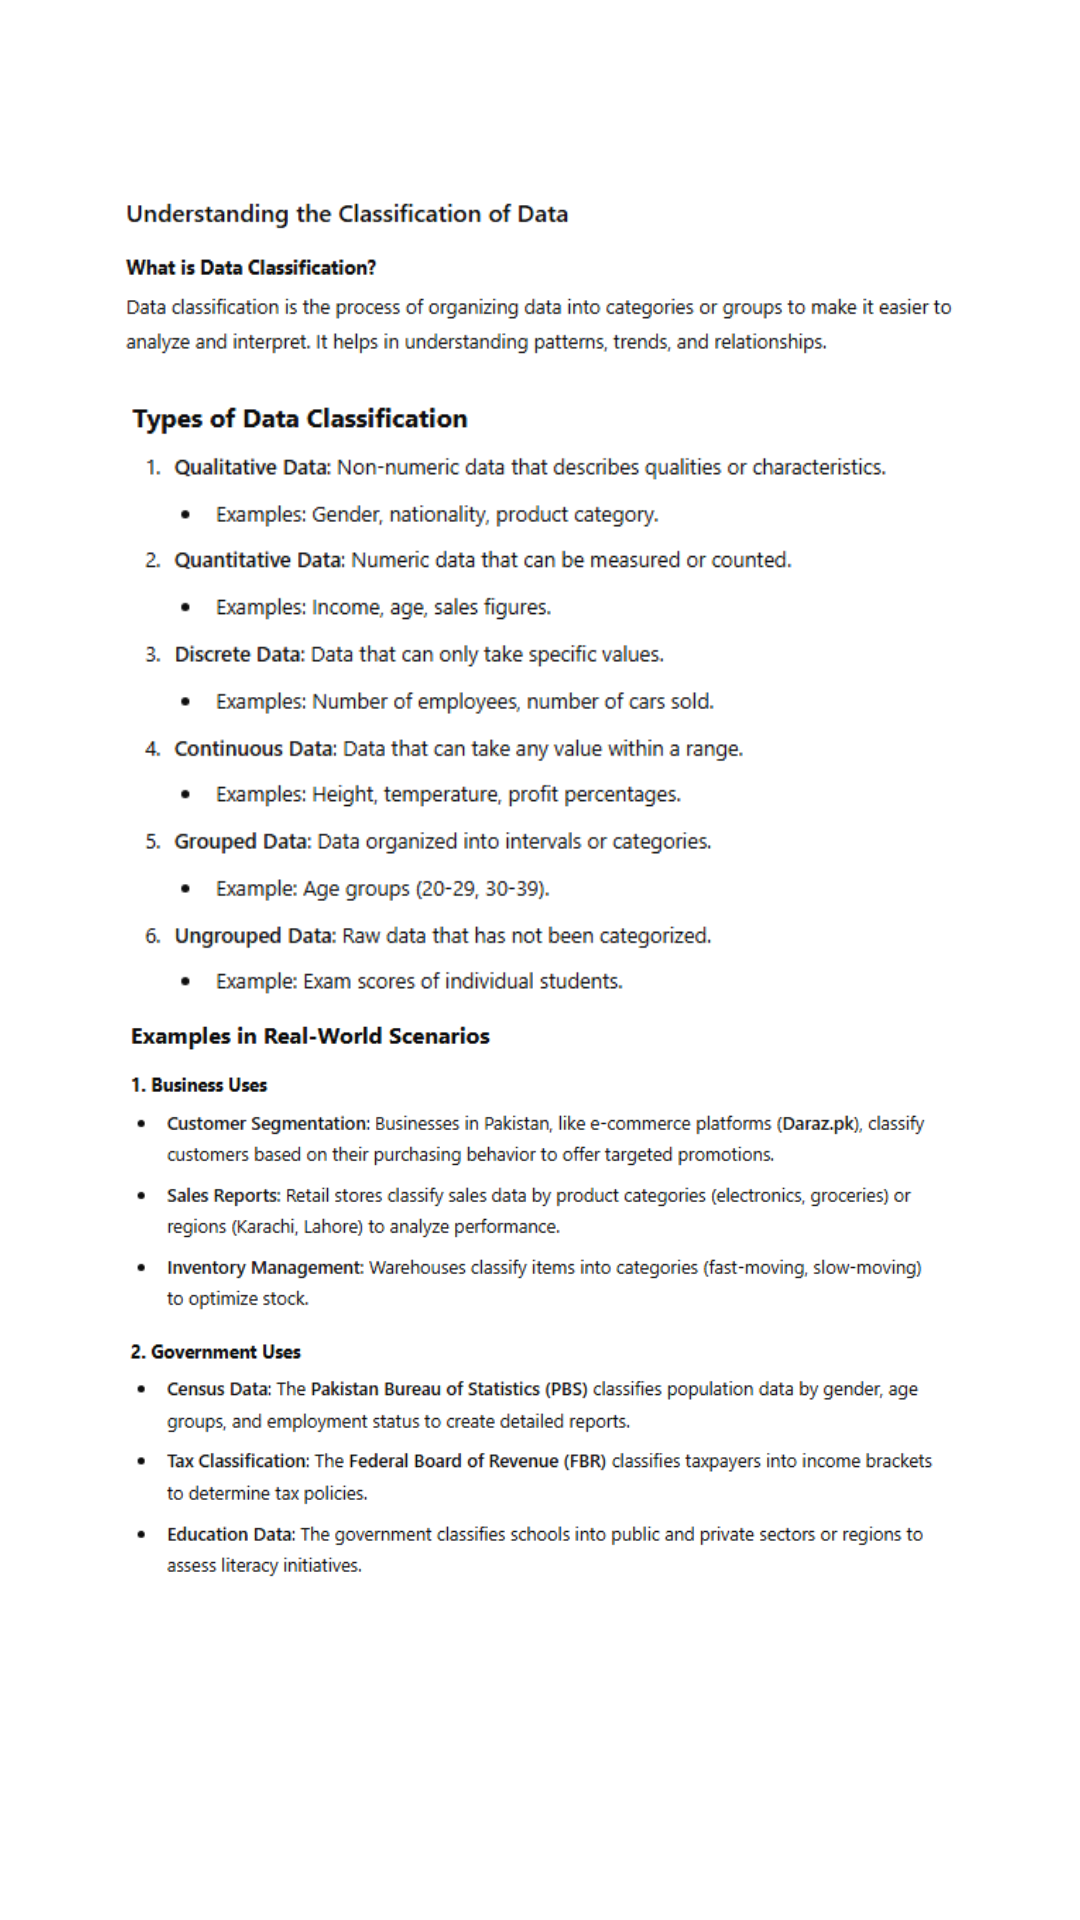 Understanding the Classification of Data
What is Data Classification?
Data classification is the process of organizing data into categories or groups to make it easier to
analyze and interpret. It helps in understanding patterns, trends, and relationships.
Types of Data Classification
1. Qualitative Data: Non-numeric data that describes qualities or characteristics.
• Examples: Gender, nationality, product category.
2. Quantitative Data: Numeric data that can be measured or counted.
• Examples: Income, age, sales figures.
3. Discrete Data: Data that can only take specific values.
• Examples: Number of employees, number of cars sold.
4. Continuous Data: Data that can take any value within a range.
• Examples: Height, temperature, profit percentages.
5. Grouped Data: Data organized into intervals or categories.
• Example: Age groups (20-29, 30-39).
6. Ungrouped Data: Raw data that has not been categorized.
• Example: Exam scores of individual students.
Examples in Real-World Scenarios
1. Business Uses
• Customer Segmentation: Businesses in Pakistan, like e-commerce platforms (Daraz.pk), classify
customers based on their purchasing behavior to offer targeted promotions.
• Sales Reports: Retail stores classify sales data by product categories (electronics, groceries) or
regions (Karachi, Lahore) to analyze performance.
• Inventory Management: Warehouses classify items into categories (fast-moving, slow-moving)
to optimize stock.
2. Government Uses
• Census Data: The Pakistan Bureau of Statistics (PBS) classifies population data by gender, age
groups, and employment status to create detailed reports.
• Tax Classification: The Federal Board of Revenue (FBR) classifies taxpayers into income brackets
to determine tax policies.
• Education Data: The government classifies schools into public and private sectors or regions to
assess literacy initiatives.